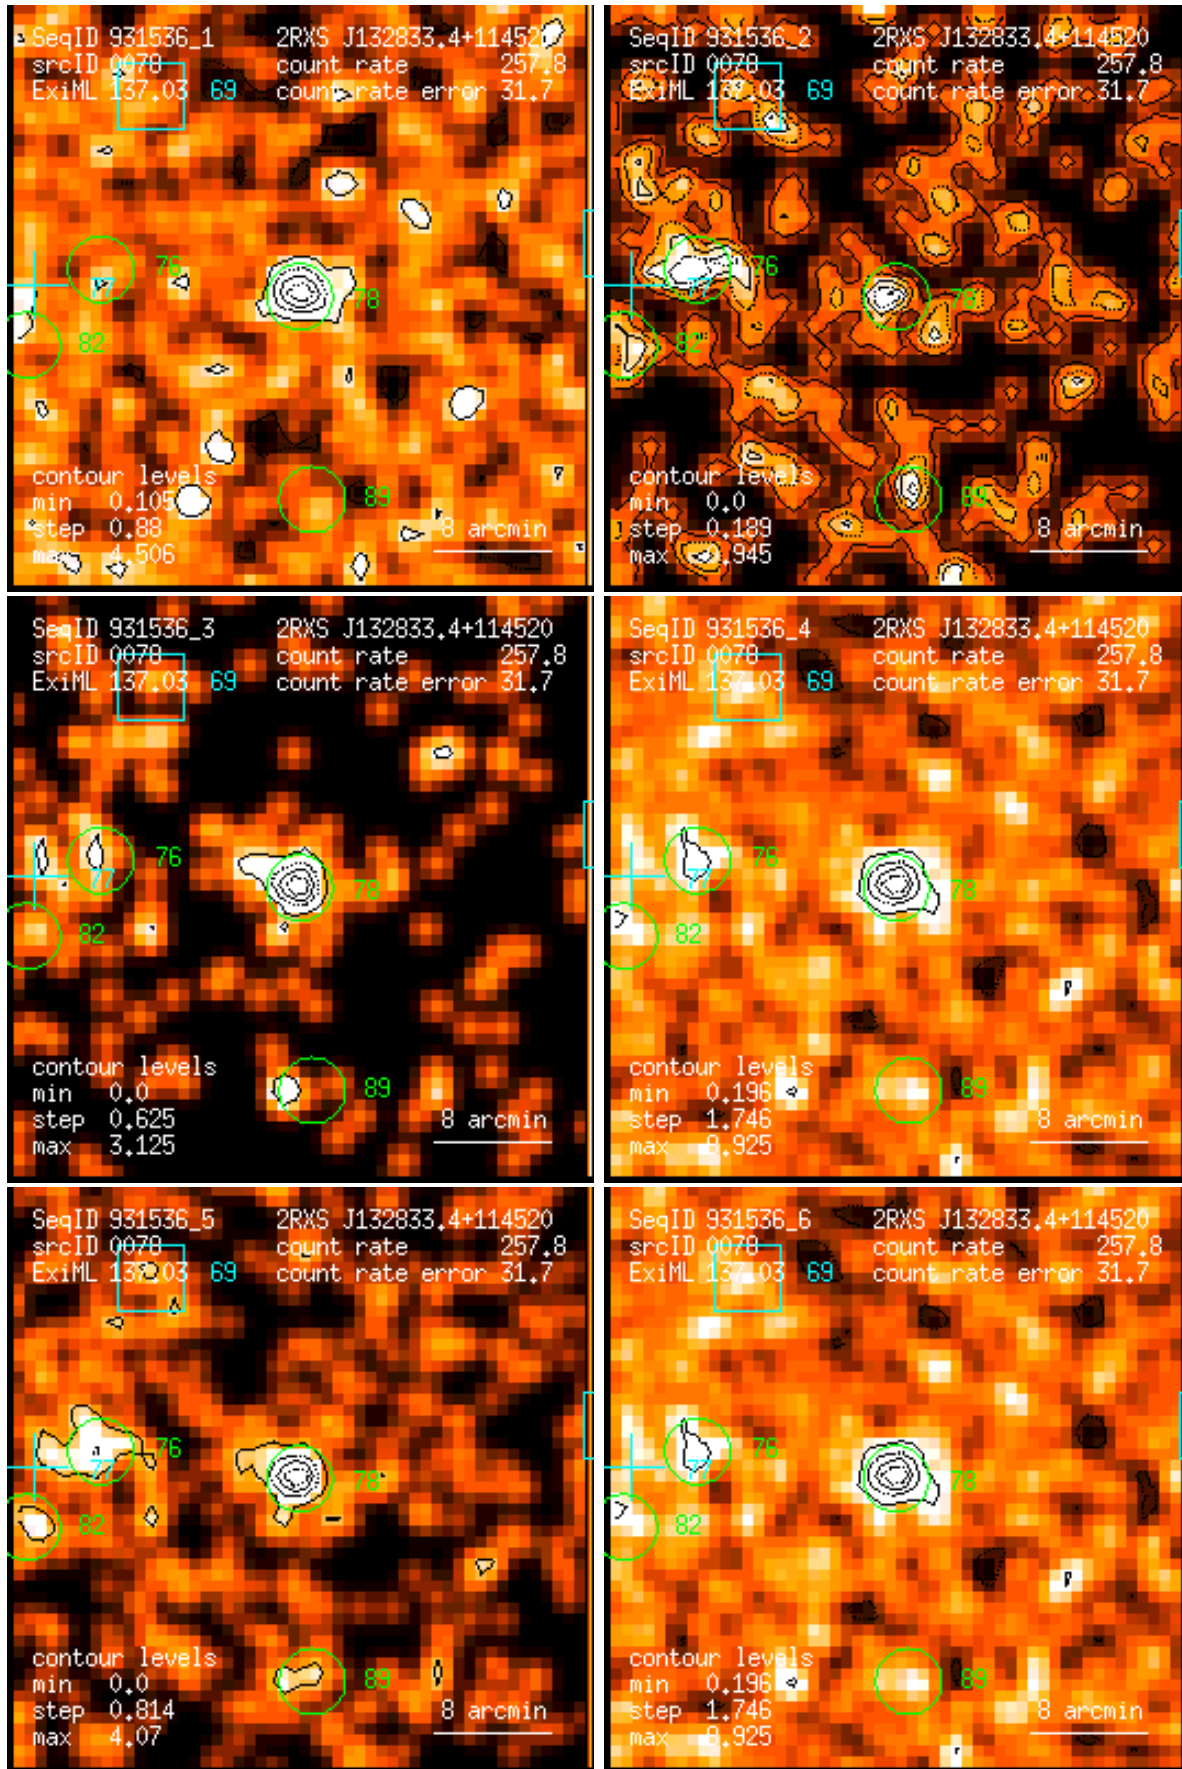 SeqID 931536_1 2RXS J132833.4+114520
srcID 0078 count rate 257.8
ExiML 137.03 69 count rate error 31.7
76
77
78
82
contour levels
min 0.105 89
step 0.88 8 arcmin
max 4.506
SeqID 931536_2 2RXS J132833.4+114520
srcID 0078 count rate 257.8
ExiML 137.03 69 count rate error 31.7
76
77
78
82
contour levels
min 0.0 89
step 0.189 8 arcmin
max 0.945
SeqID 931536_3 2RXS J132833.4+114520
srcID 0078 count rate 257.8
ExiML 137.03 69 count rate error 31.7
76
77
78
82
contour levels
min 0.0 89
step 0.625 8 arcmin
max 3.125
SeqID 931536_4 2RXS J132833.4+114520
srcID 0078 count rate 257.8
ExiML 137.03 69 count rate error 31.7
76
77
78
82
contour levels
min 0.196 89
step 1.746 8 arcmin
max 8.925
SeqID 931536_5 2RXS J132833.4+114520
srcID 0078 count rate 257.8
ExiML 137.03 69 count rate error 31.7
76
77
78
82
contour levels
min 0.0 89
step 0.814 8 arcmin
max 4.07
SeqID 931536_6 2RXS J132833.4+114520
srcID 0078 count rate 257.8
ExiML 137.03 69 count rate error 31.7
76
77
78
82
contour levels
min 0.196 89
step 1.746 8 arcmin
max 8.925